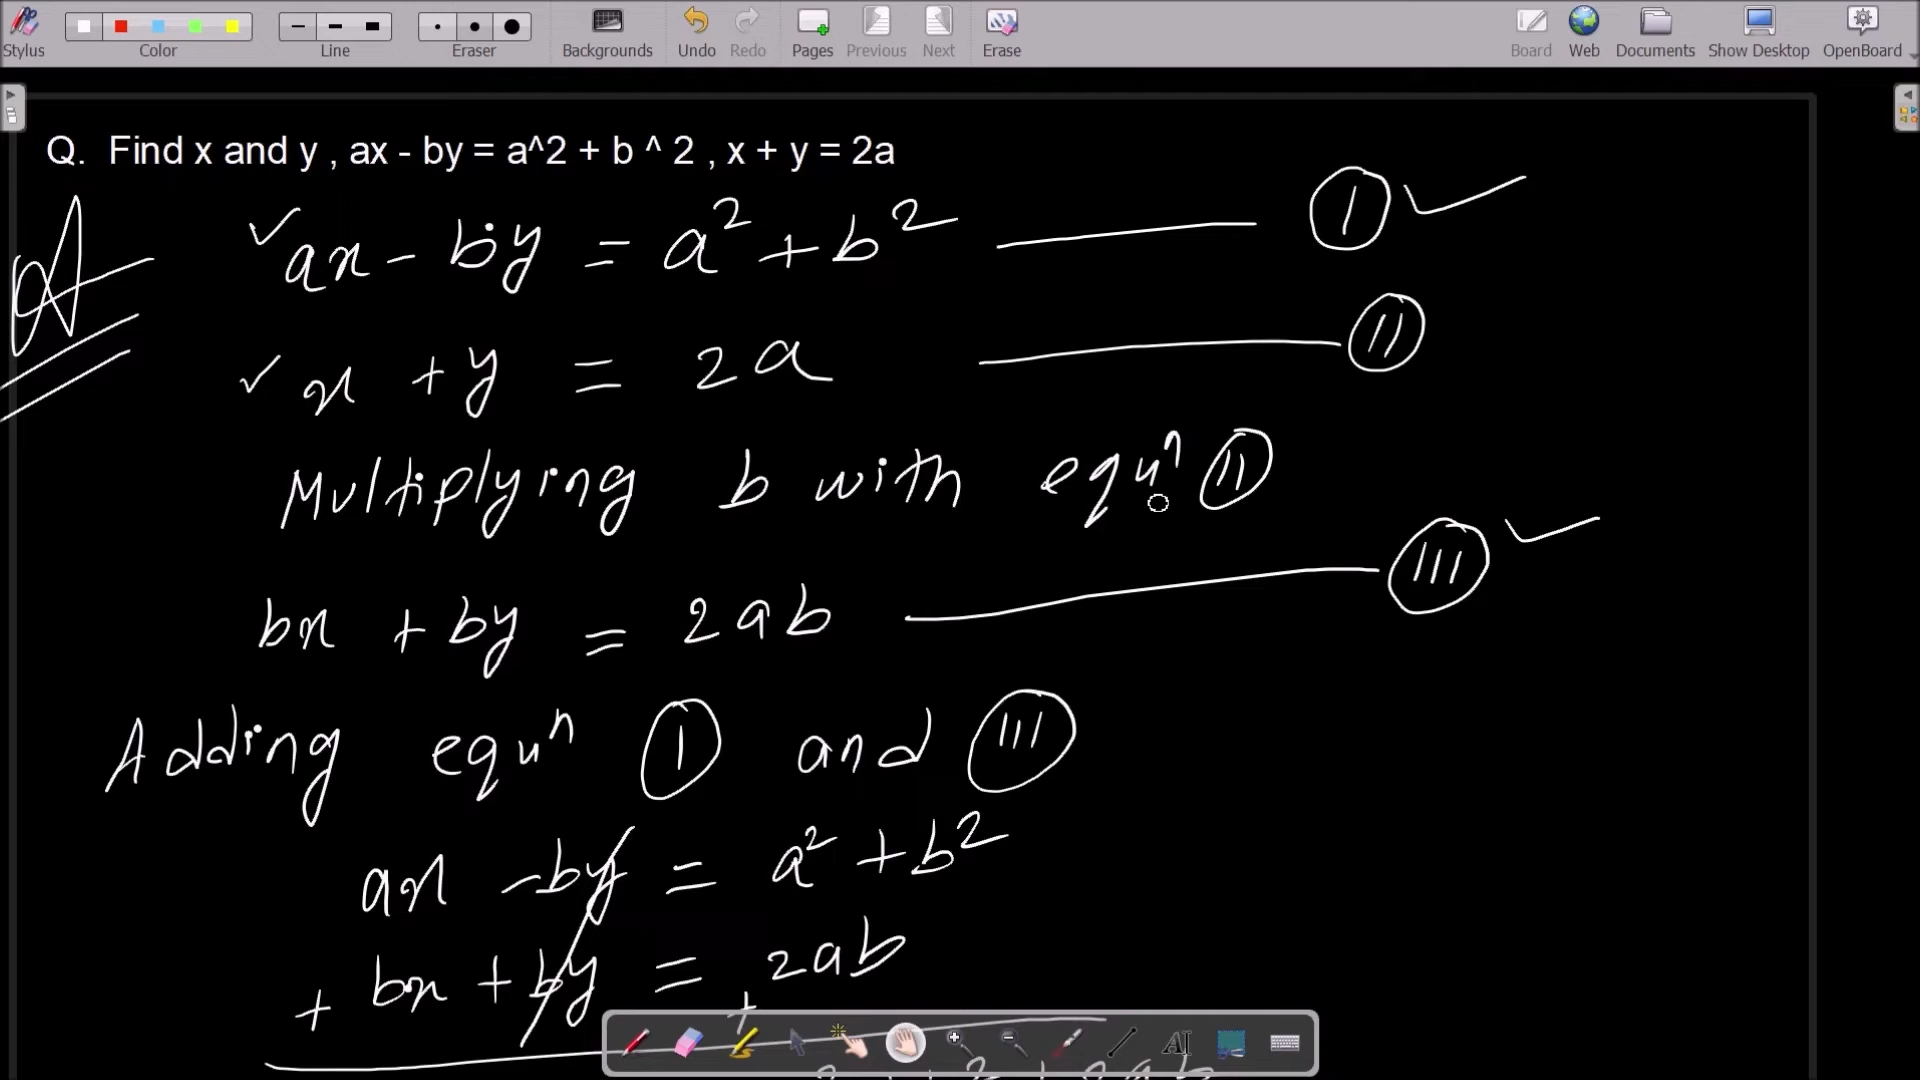 Stylus Color Line Eraser Backgrounds Undo Redo Pages Previous Next Erase Board Web Documents Show Desktop OpenBoard
Q. Find x and y , ax - by = a^2 + b ^ 2 , x + y = 2a
A
✓ ax - by = a² + b² —— Ⅰ ✓
✓ x + y = 2a —— Ⅱ
Multiplying b with equⁿ Ⅱ
bx + by = 2ab —— Ⅲ ✓
Adding equⁿ Ⅰ and Ⅲ
ax - by = a² + b²
+ bx + by = + 2ab